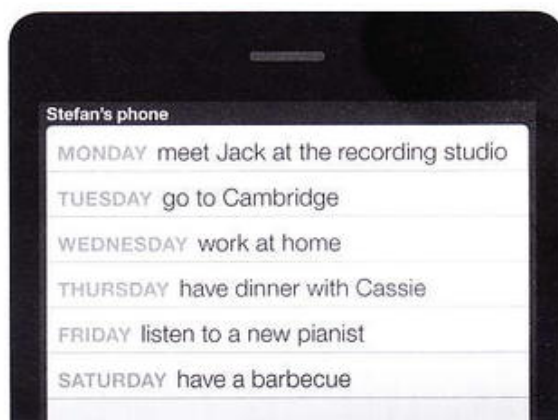 Stefan's phone
MONDAY meet Jack at the recording studio
TUESDAY go to Cambridge
WEDNESDAY work at home
THURSDAY have dinner with Cassie
FRIDAY listen to a new pianist
SATURDAY have a barbecue